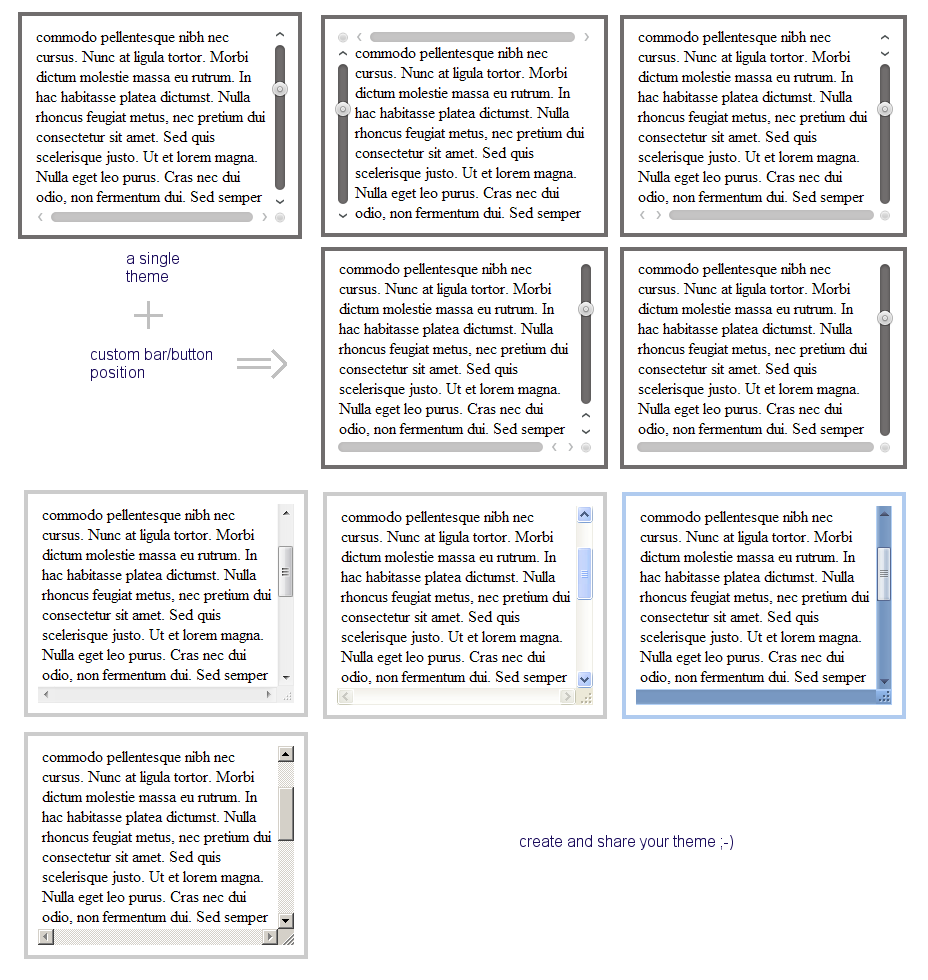 commodo pellentesque nibh nec
cursus. Nunc at ligula tortor. Morbi
dictum molestie massa eu rutrum. In
hac habitasse platea dictumst. Nulla
rhoncus feugiat metus, nec pretium dui
consectetur sit amet. Sed quis
scelerisque justo. Ut et lorem magna.
Nulla eget leo purus. Cras nec dui
odio, non fermentum dui. Sed semper
commodo pellentesque nibh nec
cursus. Nunc at ligula tortor. Morbi
dictum molestie massa eu rutrum. In
hac habitasse platea dictumst. Nulla
rhoncus feugiat metus, nec pretium dui
consectetur sit amet. Sed quis
scelerisque justo. Ut et lorem magna.
Nulla eget leo purus. Cras nec dui
odio, non fermentum dui. Sed semper
commodo pellentesque nibh nec
cursus. Nunc at ligula tortor. Morbi
dictum molestie massa eu rutrum. In
hac habitasse platea dictumst. Nulla
rhoncus feugiat metus, nec pretium dui
consectetur sit amet. Sed quis
scelerisque justo. Ut et lorem magna.
Nulla eget leo purus. Cras nec dui
odio, non fermentum dui. Sed semper
a single
theme
custom bar/button
position
commodo pellentesque nibh nec
cursus. Nunc at ligula tortor. Morbi
dictum molestie massa eu rutrum. In
hac habitasse platea dictumst. Nulla
rhoncus feugiat metus, nec pretium dui
consectetur sit amet. Sed quis
scelerisque justo. Ut et lorem magna.
Nulla eget leo purus. Cras nec dui
odio, non fermentum dui. Sed semper
commodo pellentesque nibh nec
cursus. Nunc at ligula tortor. Morbi
dictum molestie massa eu rutrum. In
hac habitasse platea dictumst. Nulla
rhoncus feugiat metus, nec pretium dui
consectetur sit amet. Sed quis
scelerisque justo. Ut et lorem magna.
Nulla eget leo purus. Cras nec dui
odio, non fermentum dui. Sed semper
commodo pellentesque nibh nec
cursus. Nunc at ligula tortor. Morbi
dictum molestie massa eu rutrum. In
hac habitasse platea dictumst. Nulla
rhoncus feugiat metus, nec pretium dui
consectetur sit amet. Sed quis
scelerisque justo. Ut et lorem magna.
Nulla eget leo purus. Cras nec dui
odio, non fermentum dui. Sed semper
commodo pellentesque nibh nec
cursus. Nunc at ligula tortor. Morbi
dictum molestie massa eu rutrum. In
hac habitasse platea dictumst. Nulla
rhoncus feugiat metus, nec pretium dui
consectetur sit amet. Sed quis
scelerisque justo. Ut et lorem magna.
Nulla eget leo purus. Cras nec dui
odio, non fermentum dui. Sed semper
commodo pellentesque nibh nec
cursus. Nunc at ligula tortor. Morbi
dictum molestie massa eu rutrum. In
hac habitasse platea dictumst. Nulla
rhoncus feugiat metus, nec pretium dui
consectetur sit amet. Sed quis
scelerisque justo. Ut et lorem magna.
Nulla eget leo purus. Cras nec dui
odio, non fermentum dui. Sed semper
commodo pellentesque nibh nec
cursus. Nunc at ligula tortor. Morbi
dictum molestie massa eu rutrum. In
hac habitasse platea dictumst. Nulla
rhoncus feugiat metus, nec pretium dui
consectetur sit amet. Sed quis
scelerisque justo. Ut et lorem magna.
Nulla eget leo purus. Cras nec dui
odio, non fermentum dui. Sed semper
create and share your theme ;-)